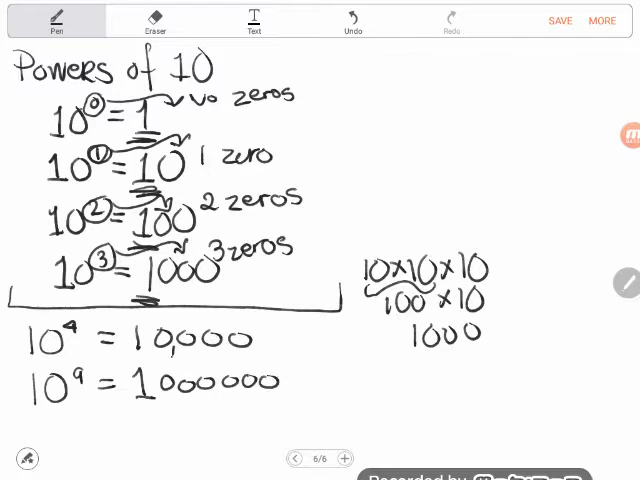 Pen Eraser Text Undo Redo SAVE MORE
Powers of 10
10⁰ = 1 no zeros
10¹ = 10 1 zero
10² = 100 2 zeros
10³ = 1000 3 zeros
10⁴ = 10,000
10⁹ = 1000000
10×10×10
100 × 10
1000
6/6
Recorded by